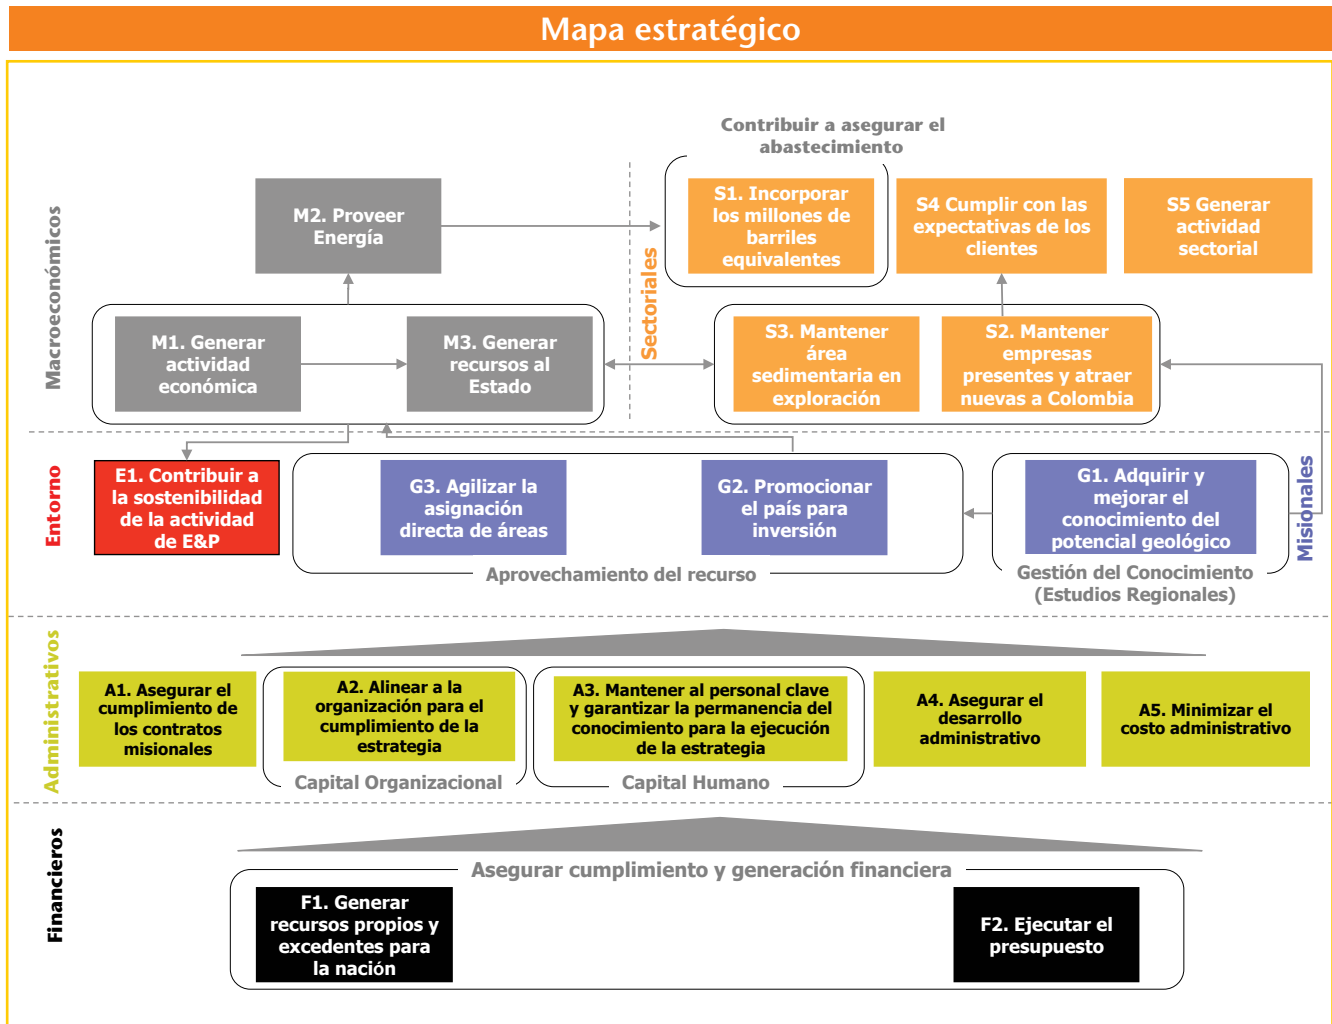 Mapa estratégico
Macroeconómicos
M2. Proveer
Energía
M1. Generar
actividad
económica
M3. Generar
recursos al
Estado
Sectoriales
Contribuir a asegurar el
abastecimiento
S1. Incorporar
los millones de
barriles
equivalentes
S4 Cumplir con las
expectativas de los
clientes
S5 Generar
actividad
sectorial
S3. Mantener
área
sedimentaria en
exploración
S2. Mantener
empresas
presentes y atraer
nuevas a Colombia
Entorno
E1. Contribuir a
la sostenibilidad
de la actividad
de E&P
G3. Agilizar la
asignación
directa de áreas
G2. Promocionar
el país para
inversión
Aprovechamiento del recurso
G1. Adquirir y
mejorar el
conocimiento del
potencial geológico
Gestión del Conocimiento
(Estudios Regionales)
Misionales
Administrativos
A1. Asegurar el
cumplimiento de
los contratos
misionales
A2. Alinear a la
organización para el
cumplimiento de la
estrategia
Capital Organizacional
A3. Mantener al personal clave
y garantizar la permanencia del
conocimiento para la ejecución
de la estrategia
Capital Humano
A4. Asegurar el
desarrollo
administrativo
A5. Minimizar el
costo administrativo
Financieros
Asegurar cumplimiento y generación financiera
F1. Generar
recursos propios y
excedentes para
la nación
F2. Ejecutar el
presupuesto